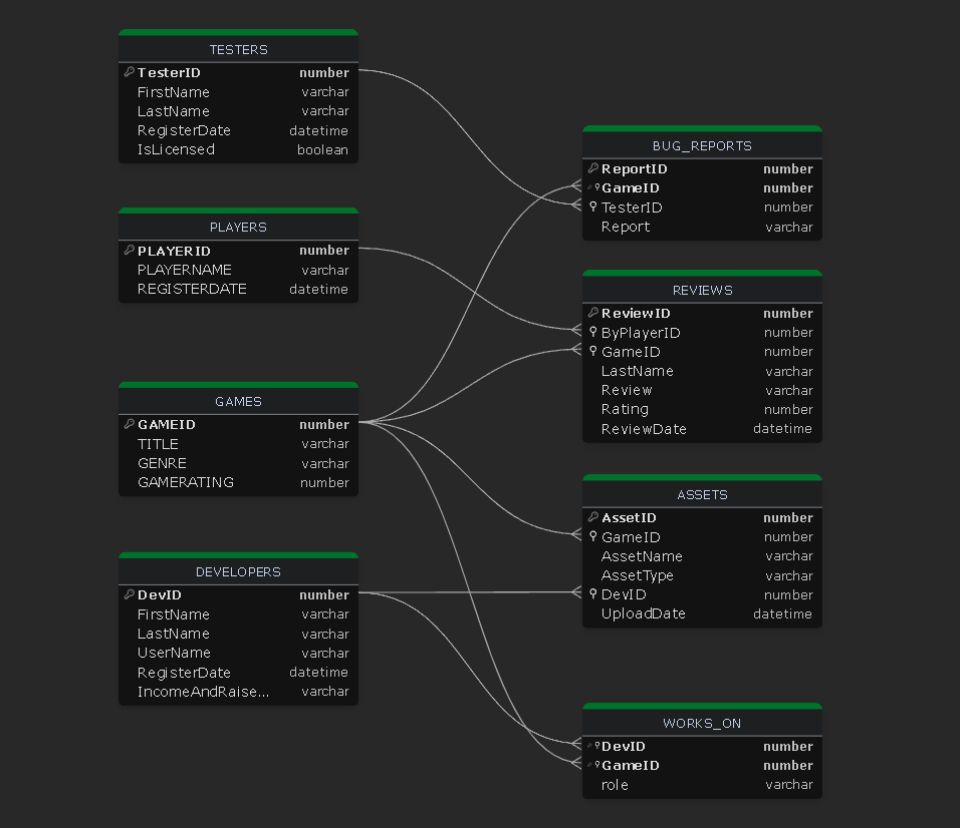 TESTERS
TesterID number
FirstName varchar
LastName varchar
RegisterDate datetime
IsLicensed boolean
PLAYERS
PLAYERID number
PLAYERNAME varchar
REGISTERDATE datetime
GAMES
GAMEID number
TITLE varchar
GENRE varchar
GAMERATING number
DEVELOPERS
DevID number
FirstName varchar
LastName varchar
UserName varchar
RegisterDate datetime
IncomeAndRaise... varchar
BUG_REPORTS
ReportID number
GameID number
TesterID number
Report varchar
REVIEWS
ReviewID number
ByPlayerID number
GameID number
LastName varchar
Review varchar
Rating number
ReviewDate datetime
ASSETS
AssetID number
GameID number
AssetName varchar
AssetType varchar
DevID number
UploadDate datetime
WORKS_ON
DevID number
GameID number
role varchar